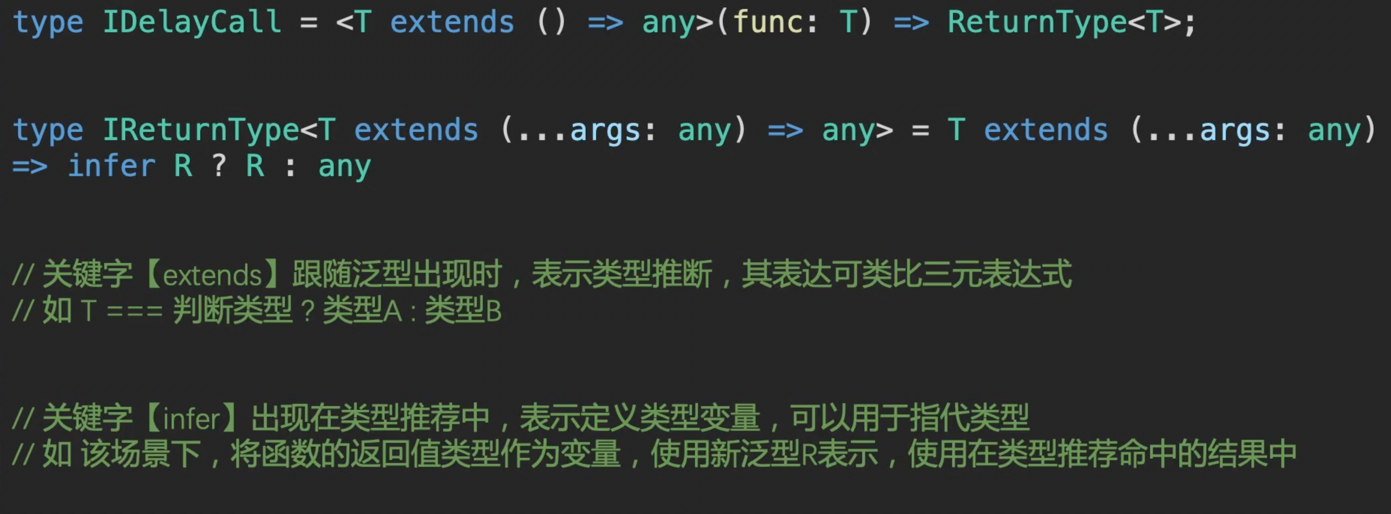 type IDelayCall = <T extends () => any>(func: T) => ReturnType<T>;
type IReturnType<T extends (...args: any) => any> = T extends (...args: any)
=> infer R ? R : any
// 关键字【extends】跟随泛型出现时，表示类型推断，其表达可类比三元表达式
// 如 T === 判断类型 ? 类型A : 类型B
// 关键字【infer】出现在类型推荐中，表示定义类型变量，可以用于指代类型
// 如 该场景下，将函数的返回值类型作为变量，使用新泛型R表示，使用在类型推荐命中的结果中